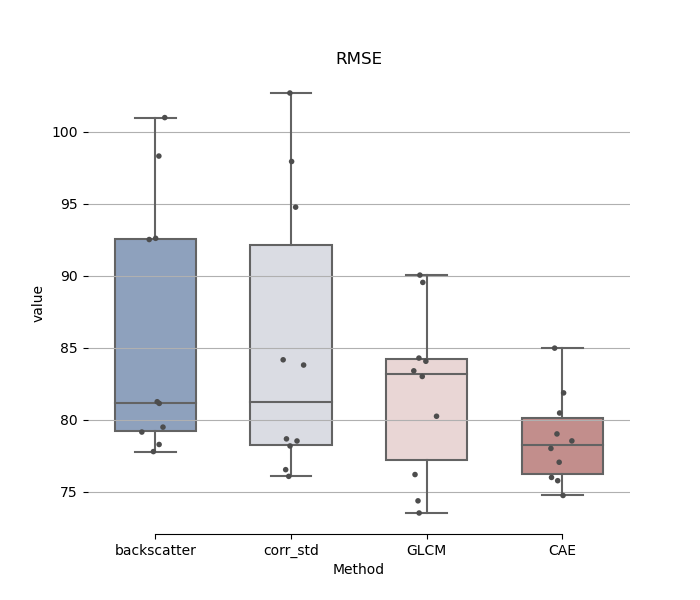 RMSE
100
95
90
85
80
75
value
backscatter
corr_std
GLCM
CAE
Method